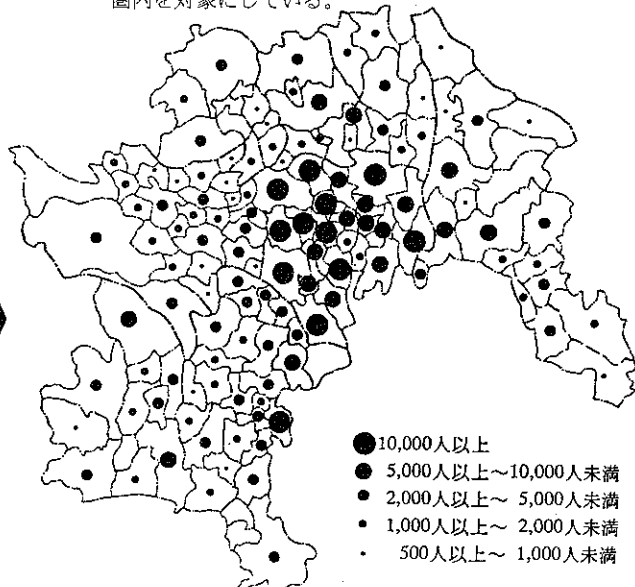 圏内を対象にしている。
10,000人以上
5,000人以上～10,000人未満
2,000人以上～ 5,000人未満
1,000人以上～ 2,000人未満
500人以上～ 1,000人未満